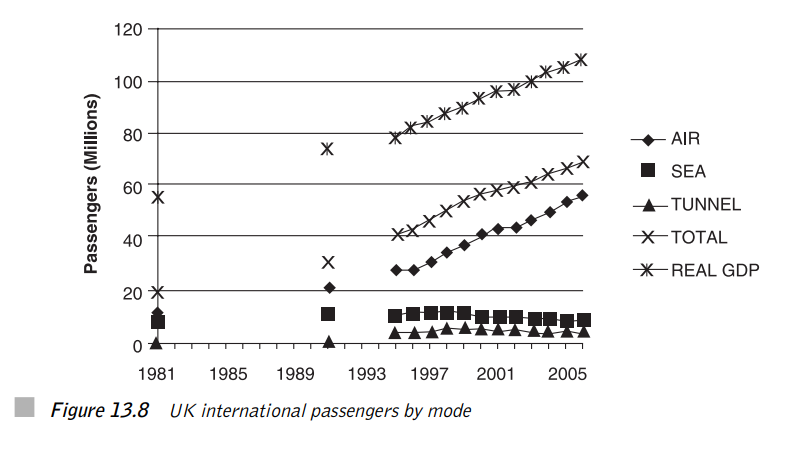 120
100
80
60
40
20
0
Passengers (Millions)
1981 1985 1989 1993 1997 2001 2005
AIR
SEA
TUNNEL
TOTAL
REAL GDP
Figure 13.8 UK international passengers by mode